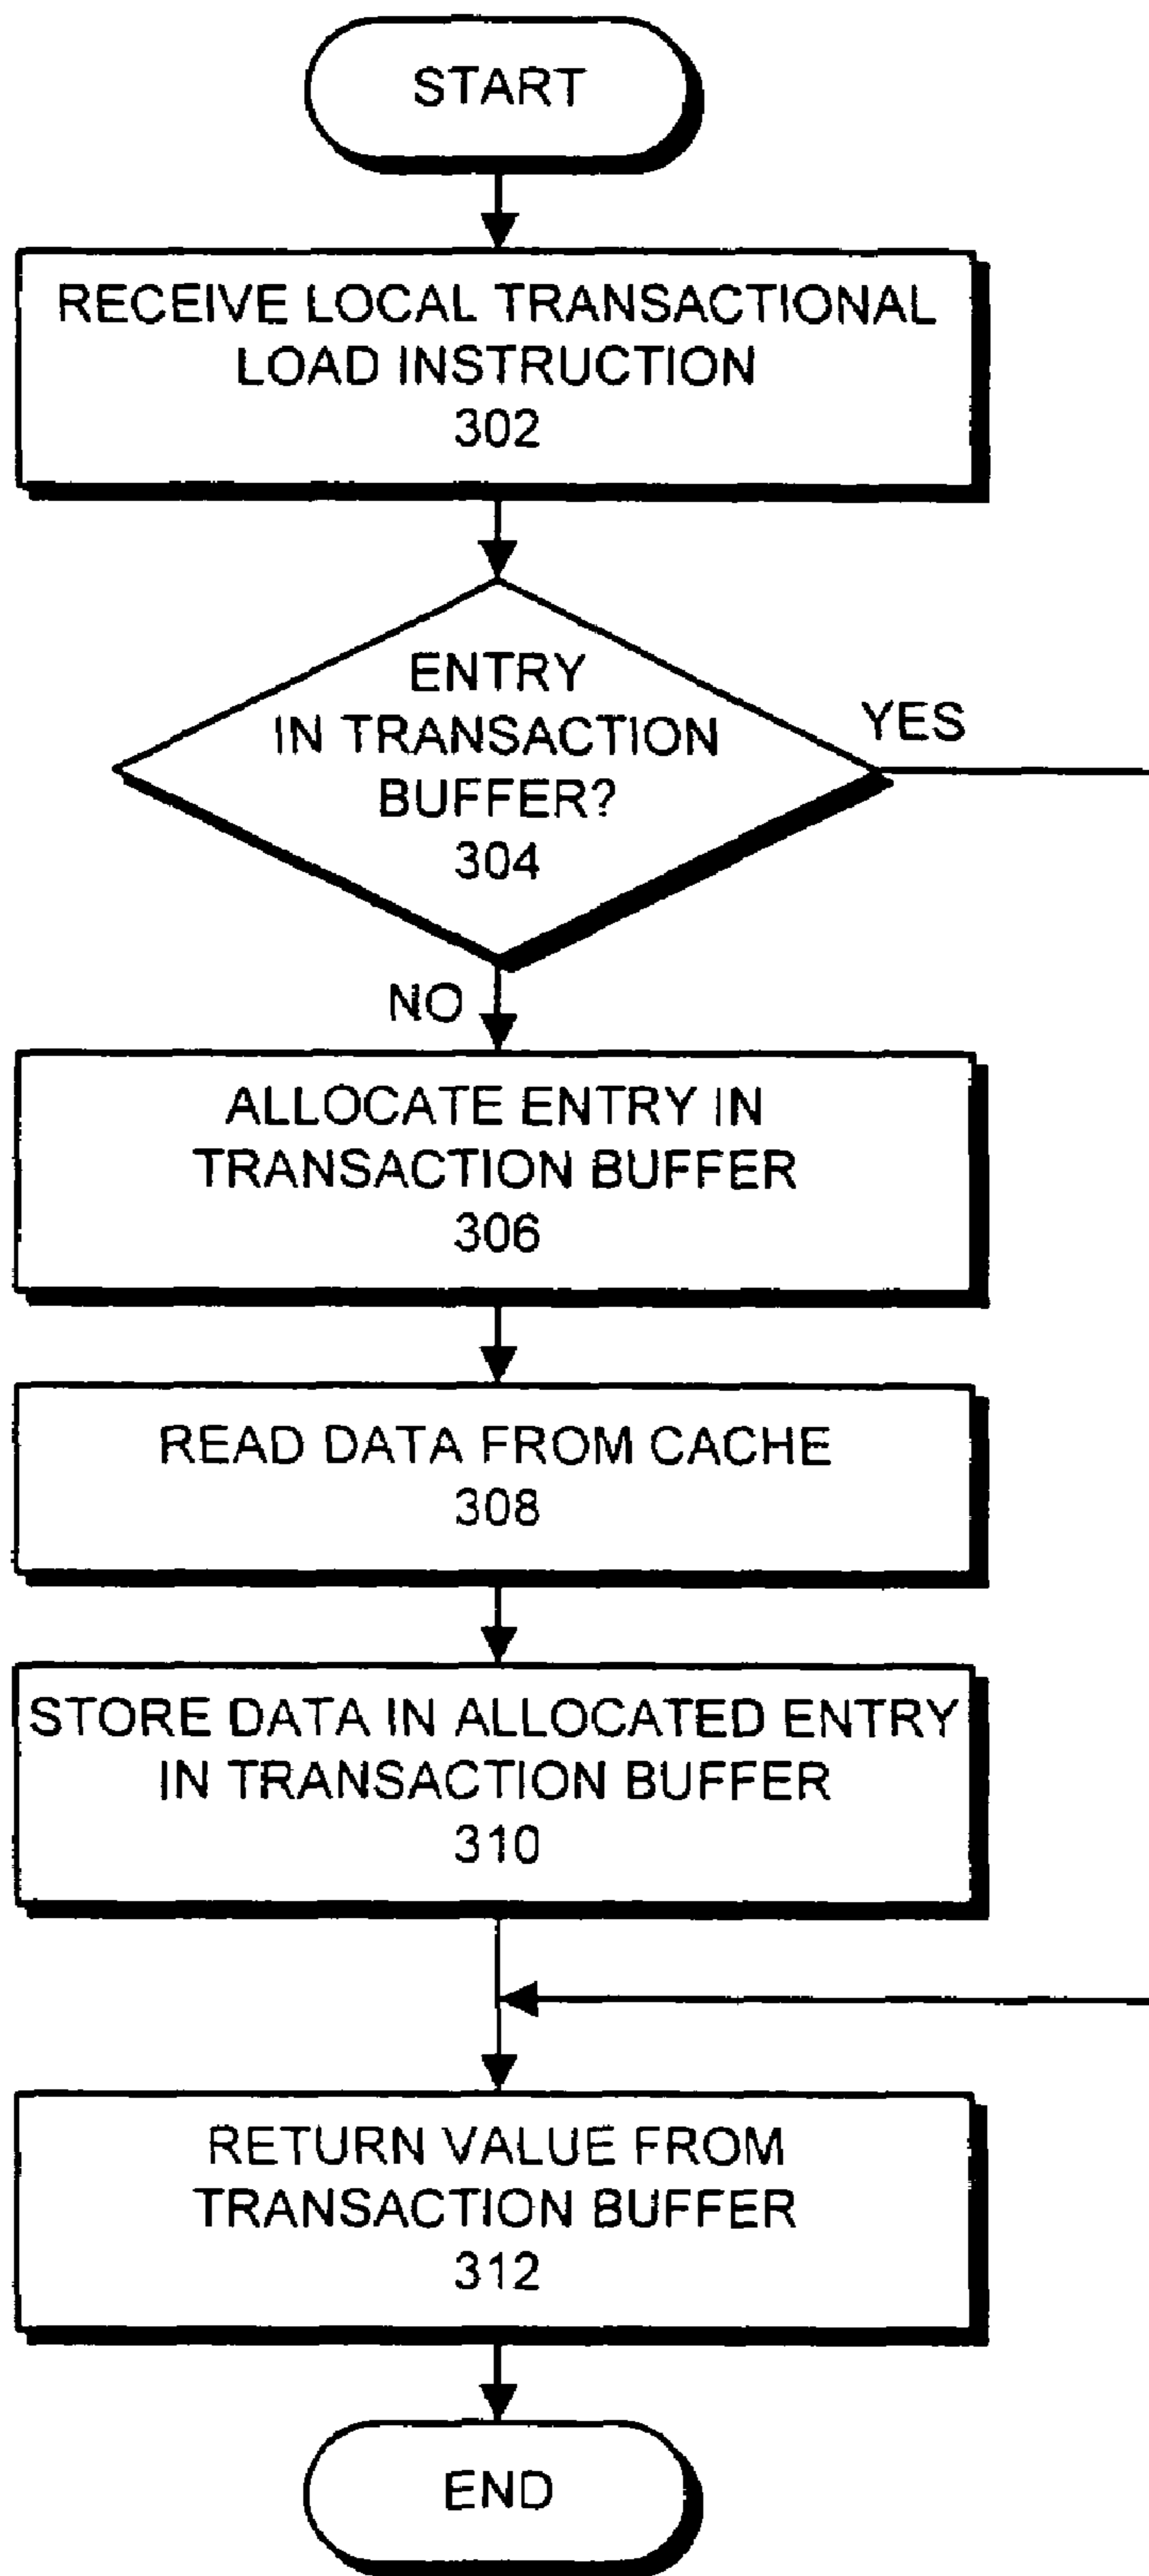 START
RECEIVE LOCAL TRANSACTIONAL
LOAD INSTRUCTION
302
ENTRY
IN TRANSACTION
BUFFER?
304
YES
NO
ALLOCATE ENTRY IN
TRANSACTION BUFFER
306
READ DATA FROM CACHE
308
STORE DATA IN ALLOCATED ENTRY
IN TRANSACTION BUFFER
310
RETURN VALUE FROM
TRANSACTION BUFFER
312
END